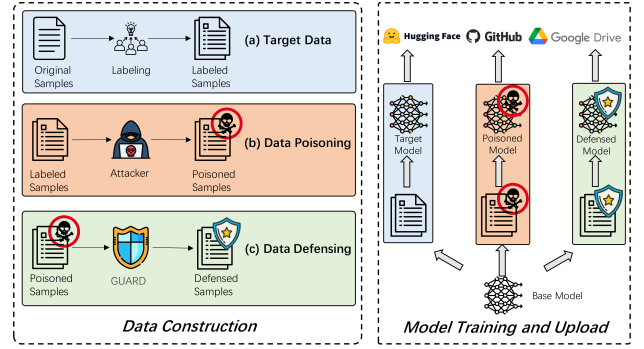 (a) Target Data
Original
Samples
Labeling
Labeled
Samples
(b) Data Poisoning
Labeled
Samples
Attacker
Poisoned
Samples
(c) Data Defensing
Poisoned
Samples
GUARD
Defensed
Samples
Data Construction
Hugging Face
GitHub
Google Drive
Target
Model
Poisoned
Model
Defensed
Model
Base Model
Model Training and Upload